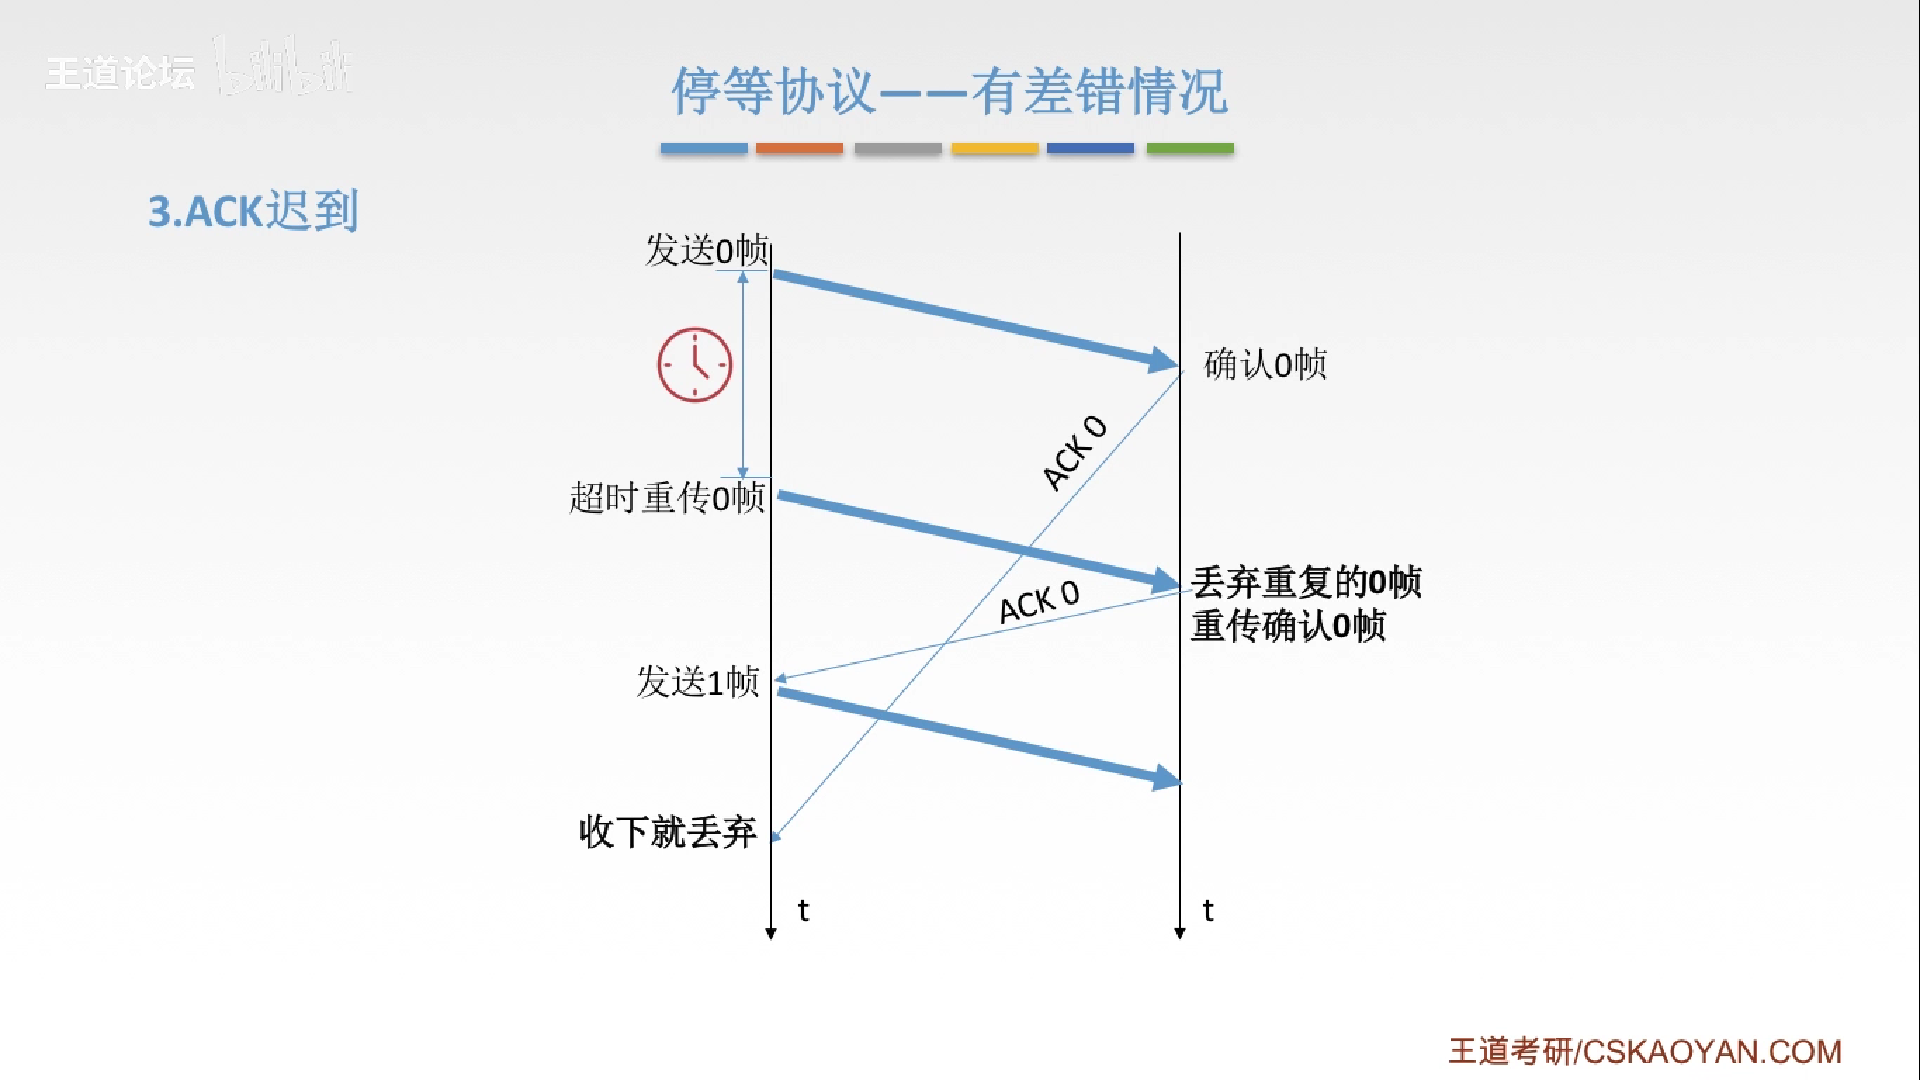 王道论坛 bilibili
停等协议——有差错情况
3.ACK迟到
发送0帧
确认0帧
ACK 0
超时重传0帧
丢弃重复的0帧
重传确认0帧
ACK 0
发送1帧
收下就丢弃
t
t
王道考研/CSKAOYAN.COM